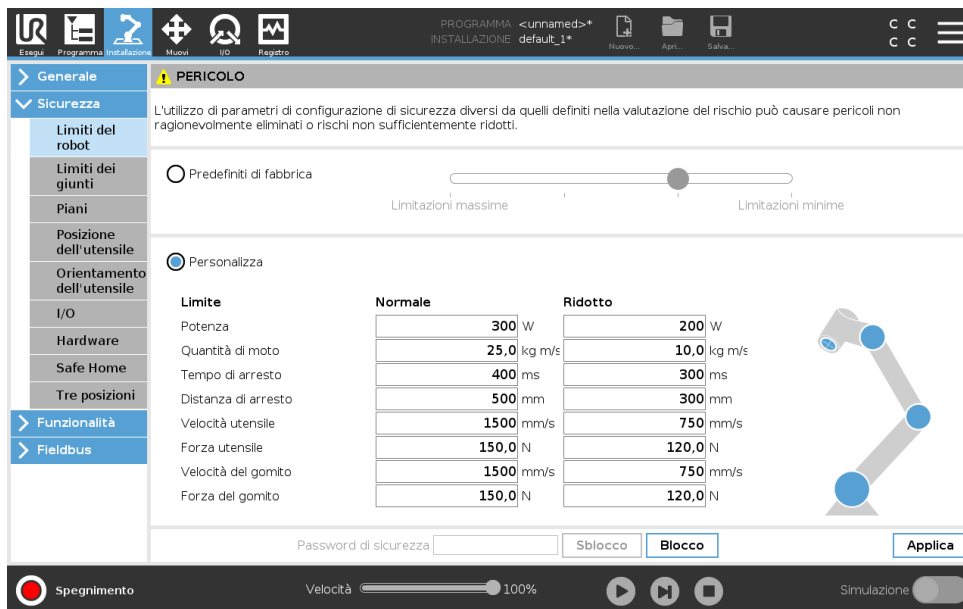 UR
PROGRAMMA <unnamed>*
INSTALLAZIONE default_1*
Esegui Programma Installazione Muovi I/O Registro Nuovo... Apri... Salva...
C C
C C
Generale
PERICOLO
Sicurezza
L'utilizzo di parametri di configurazione di sicurezza diversi da quelli definiti nella valutazione del rischio può causare pericoli non
ragionevolmente eliminati o rischi non sufficientemente ridotti.
Limiti del
robot
Limiti dei
giunti
Piani
Posizione
dell'utensile
Orientamento
dell'utensile
I/O
Hardware
Safe Home
Tre posizioni
Funzionalità
Fieldbus
Predefiniti di fabbrica
Limitazioni massime Limitazioni minime
Personalizza
Limite Normale Ridotto
Potenza 300 W 200 W
Quantità di moto 25,0 kg m/s 10,0 kg m/s
Tempo di arresto 400 ms 300 ms
Distanza di arresto 500 mm 300 mm
Velocità utensile 1500 mm/s 750 mm/s
Forza utensile 150,0 N 120,0 N
Velocità del gomito 1500 mm/s 750 mm/s
Forza del gomito 150,0 N 120,0 N
Password di sicurezza Sblocco Blocco Applica
Spegnimento Velocità 100% Simulazione